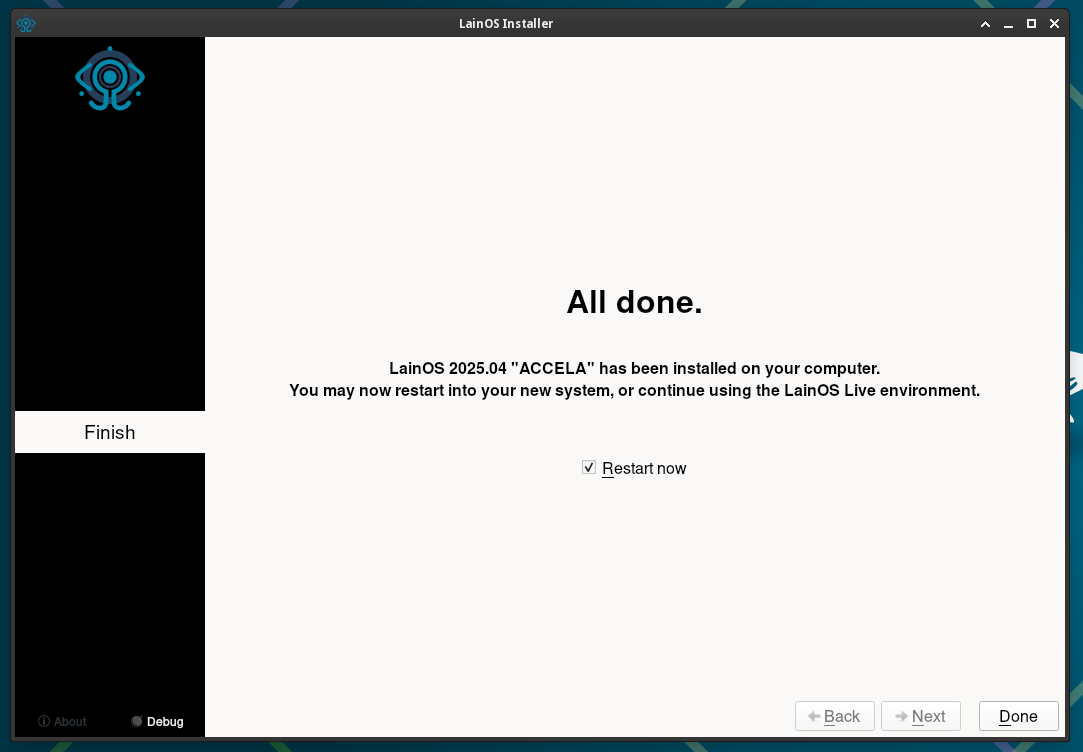 LainOS Installer
All done.
LainOS 2025.04 "ACCELA" has been installed on your computer.
You may now restart into your new system, or continue using the LainOS Live environment.
Finish
Restart now
About
Debug
Back
Next
Done